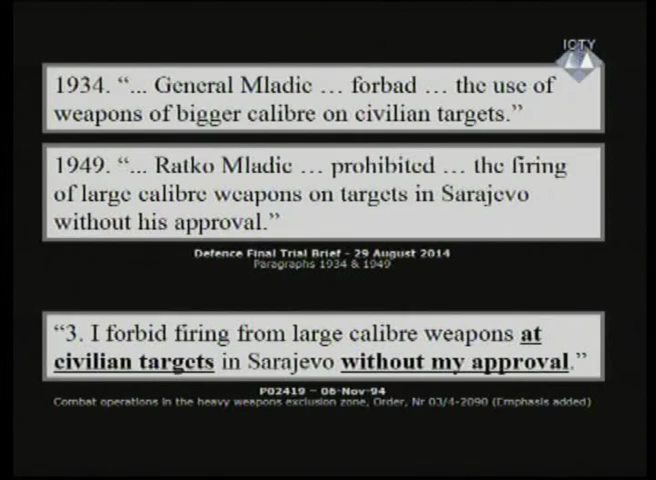 ICTY
1934. “... General Mladic ... forbad ... the use of
weapons of bigger calibre on civilian targets.”
1949. “... Ratko Mladic ... prohibited ... the firing
of large calibre weapons on targets in Sarajevo
without his approval.”
Defence Final Trial Brief - 29 August 2014
Paragraphs 1934 & 1949
“3. I forbid firing from large calibre weapons at
civilian targets in Sarajevo without my approval.”
P02419 – 06-Nov-94
Combat operations in the heavy weapons exclusion zone, Order, Nr 03/4-2090 (Emphasis added)